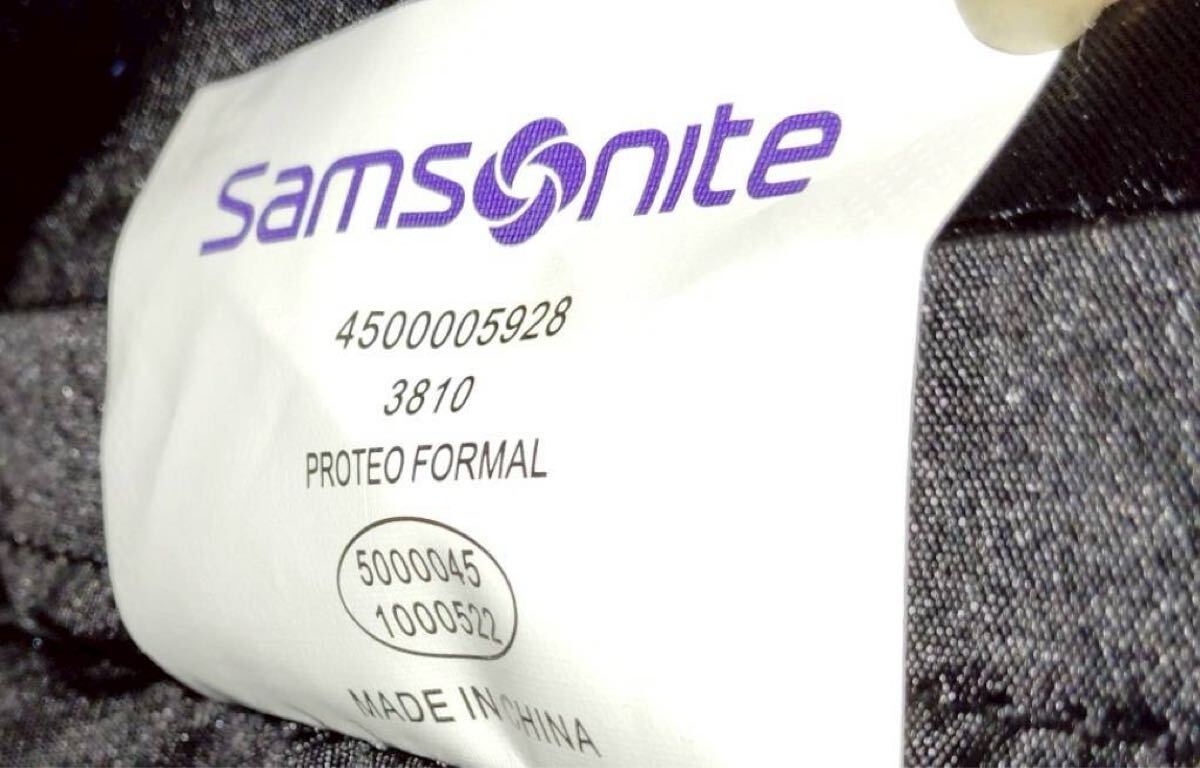 Samsonite
4500005928
3810
PROTEO FORMAL
5000045
1000522
MADE IN CHINA